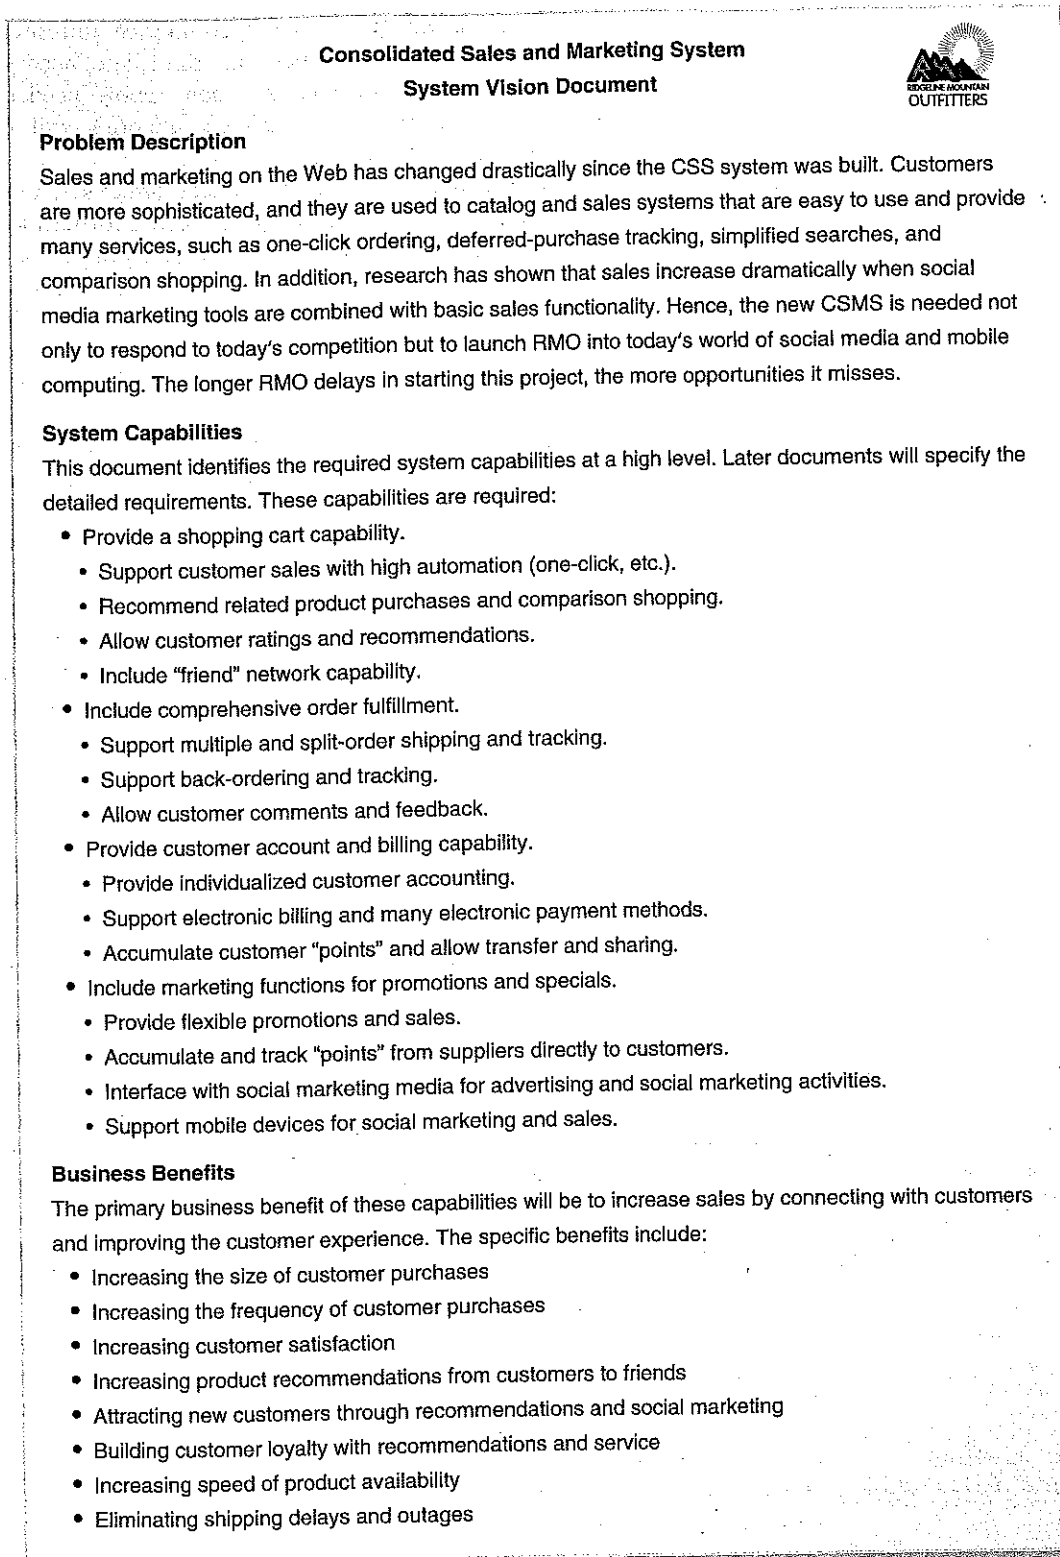 Consolidated Sales and Marketing System
System Vision Document
RIDGELINE MOUNTAIN
OUTFITTERS
Problem Description
Sales and marketing on the Web has changed drastically since the CSS system was built. Customers
are more sophisticated, and they are used to catalog and sales systems that are easy to use and provide
many services, such as one-click ordering, deferred-purchase tracking, simplified searches, and
comparison shopping. In addition, research has shown that sales increase dramatically when social
media marketing tools are combined with basic sales functionality. Hence, the new CSMS is needed not
only to respond to today's competition but to launch RMO into today's world of social media and mobile
computing. The longer RMO delays in starting this project, the more opportunities it misses.
System Capabilities
This document identifies the required system capabilities at a high level. Later documents will specify the
detailed requirements. These capabilities are required:
• Provide a shopping cart capability.
• Support customer sales with high automation (one-click, etc.).
• Recommend related product purchases and comparison shopping.
• Allow customer ratings and recommendations.
• Include "friend" network capability.
• Include comprehensive order fulfillment.
• Support multiple and split-order shipping and tracking.
• Support back-ordering and tracking.
• Allow customer comments and feedback.
• Provide customer account and billing capability.
• Provide individualized customer accounting.
• Support electronic billing and many electronic payment methods.
• Accumulate customer "points" and allow transfer and sharing.
• Include marketing functions for promotions and specials.
• Provide flexible promotions and sales.
• Accumulate and track "points" from suppliers directly to customers.
• Interface with social marketing media for advertising and social marketing activities.
• Support mobile devices for social marketing and sales.
Business Benefits
The primary business benefit of these capabilities will be to increase sales by connecting with customers
and improving the customer experience. The specific benefits include:
• Increasing the size of customer purchases
• Increasing the frequency of customer purchases
• Increasing customer satisfaction
• Increasing product recommendations from customers to friends
• Attracting new customers through recommendations and social marketing
• Building customer loyalty with recommendations and service
• Increasing speed of product availability
• Eliminating shipping delays and outages